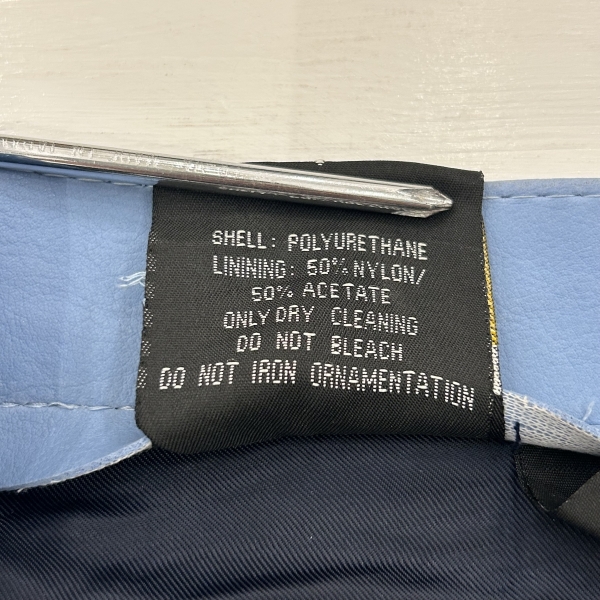 SHELL: POLYURETHANE
LINING: 50% NYLON/
50% ACETATE
ONLY DRY CLEANING
DO NOT BLEACH
DO NOT IRON ORNAMENTATION